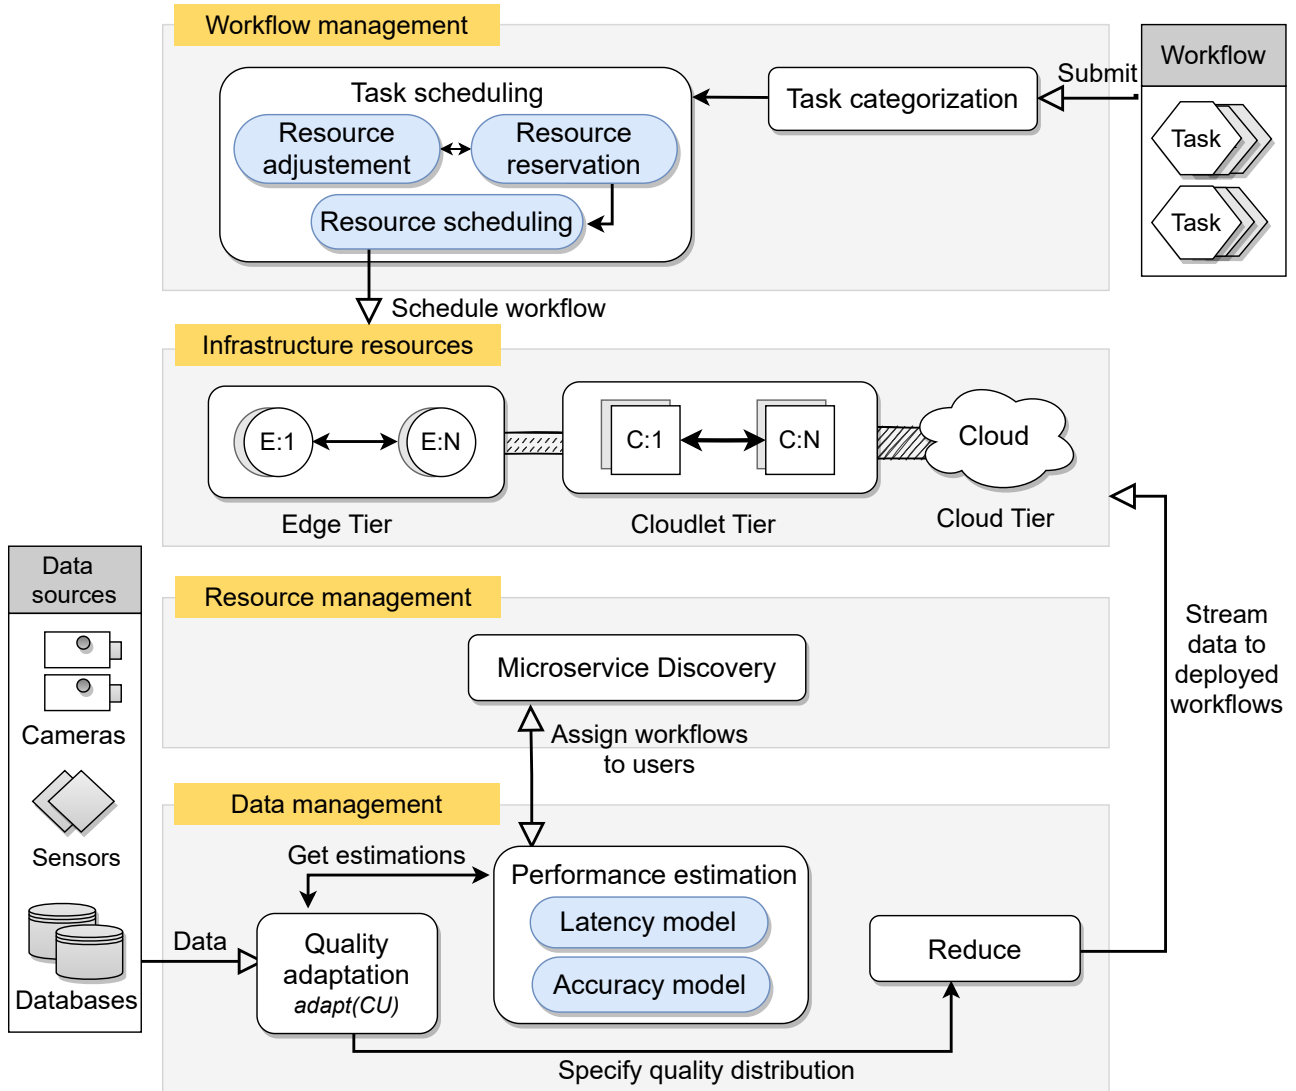 Workflow management
Workflow
Submit
Task scheduling
Task categorization
Resource
adjustement
Resource
reservation
Task
Resource scheduling
Task
Schedule workflow
Infrastructure resources
E:1
E:N
C:1
C:N
Cloud
Edge Tier
Cloudlet Tier
Cloud Tier
Data
sources
Resource management
Microservice Discovery
Stream
data to
deployed
workflows
Cameras
Assign workflows
to users
Data management
Sensors
Get estimations
Performance estimation
Latency model
Accuracy model
Data
Quality
adaptation
adapt(CU)
Reduce
Databases
Specify quality distribution